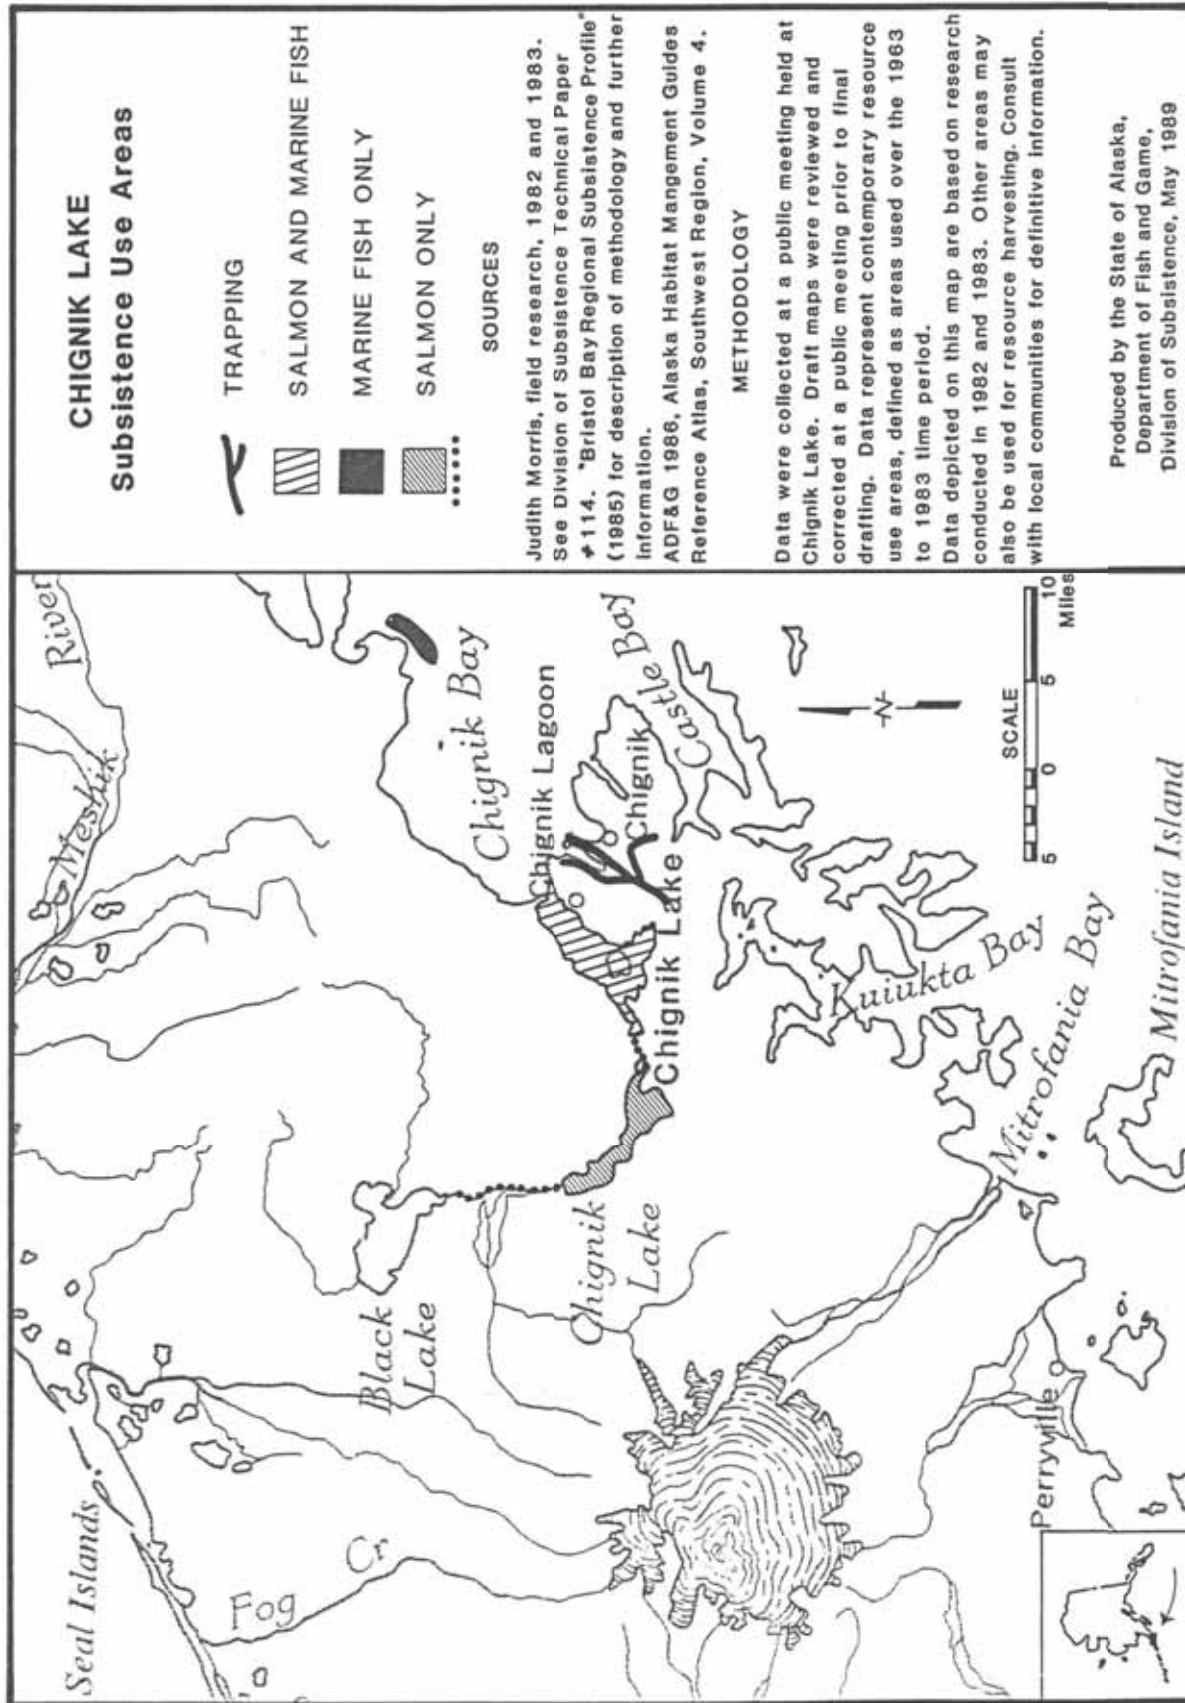 CHIGNIK LAKE
Subsistence Use Areas
TRAPPING
SALMON AND MARINE FISH
MARINE FISH ONLY
SALMON ONLY
SOURCES
Judith Morris, field research, 1982 and 1983.
See Division of Subsistence Technical Paper
#114. "Bristol Bay Regional Subsistence Profile"
(1985) for description of methodology and further
information.
ADF&G 1986, Alaska Habitat Mangement Guides
Reference Atlas, Southwest Region, Volume 4.
METHODOLOGY
Data were collected at a public meeting held at
Chignik Lake. Draft maps were reviewed and
corrected at a public meeting prior to final
drafting. Data represent contemporary resource
use areas, defined as areas used over the 1963
to 1983 time period.
Data depicted on this map are based on research
conducted in 1982 and 1983. Other areas may
also be used for resource harvesting. Consult
with local communities for definitive information.
Produced by the State of Alaska,
Department of Fish and Game,
Division of Subsistence, May 1989
Seal Islands
Fog
Cr.
Meshik
River
Black
Lake
Chignik
Lake
Chignik Bay
Chignik Lagoon
Chignik
Castle Bay
Chignik Lake
Kuiukta Bay
Mitrofania Bay
Mitrofania Island
Perryville
N
SCALE
5 0 5 10
Miles